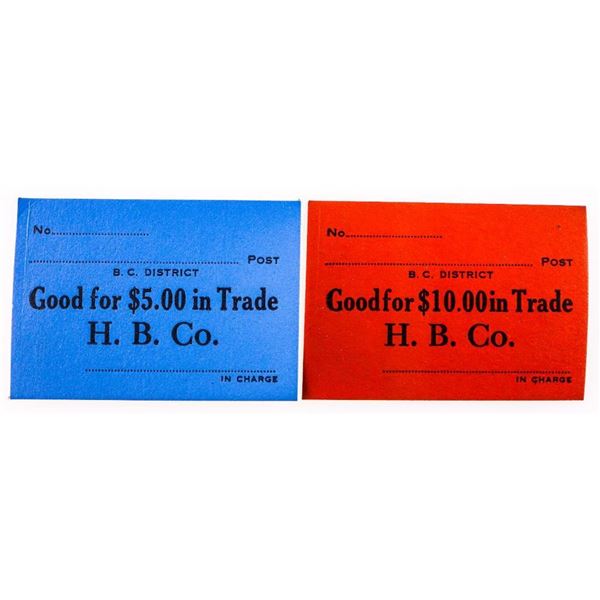 No.
Post
B. C. DISTRICT
Good for $5.00 in Trade
H. B. Co.
IN CHARGE
No.
Post
B. C. DISTRICT
Good for $10.00 in Trade
H. B. Co.
IN CHARGE